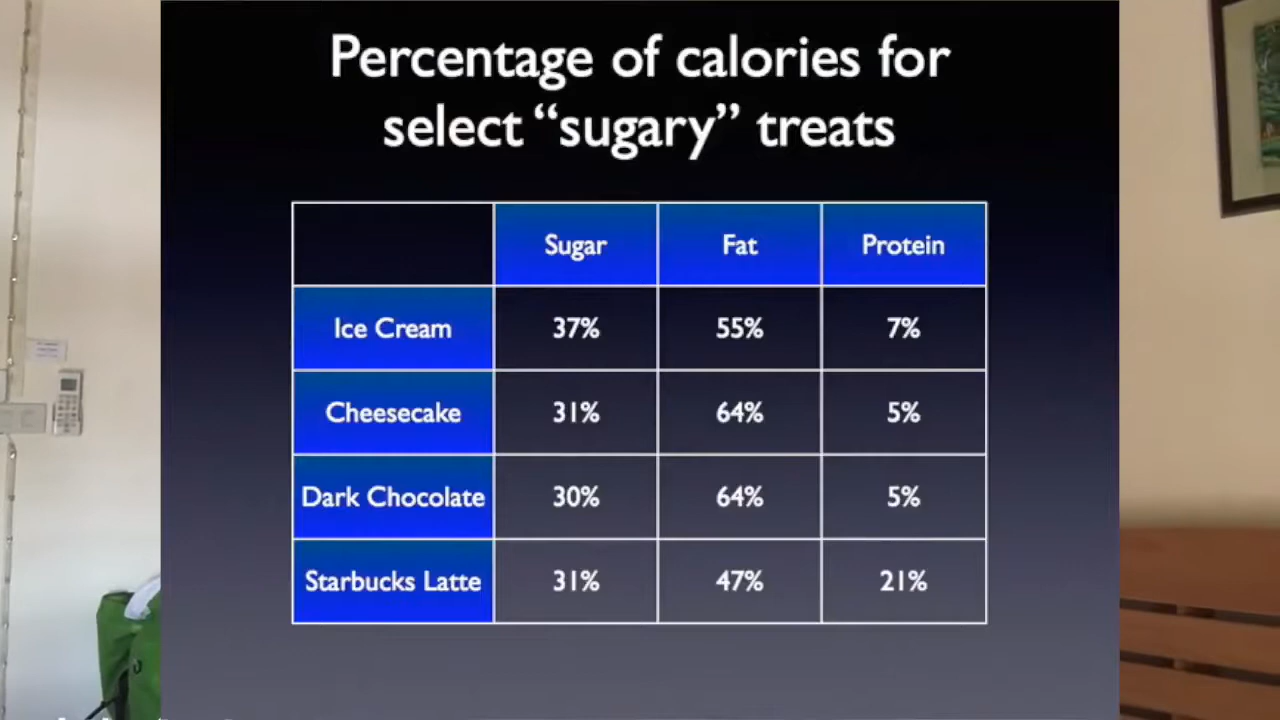 Percentage of calories for
select “sugary” treats
Sugar Fat Protein
Ice Cream 37% 55% 7%
Cheesecake 31% 64% 5%
Dark Chocolate 30% 64% 5%
Starbucks Latte 31% 47% 21%